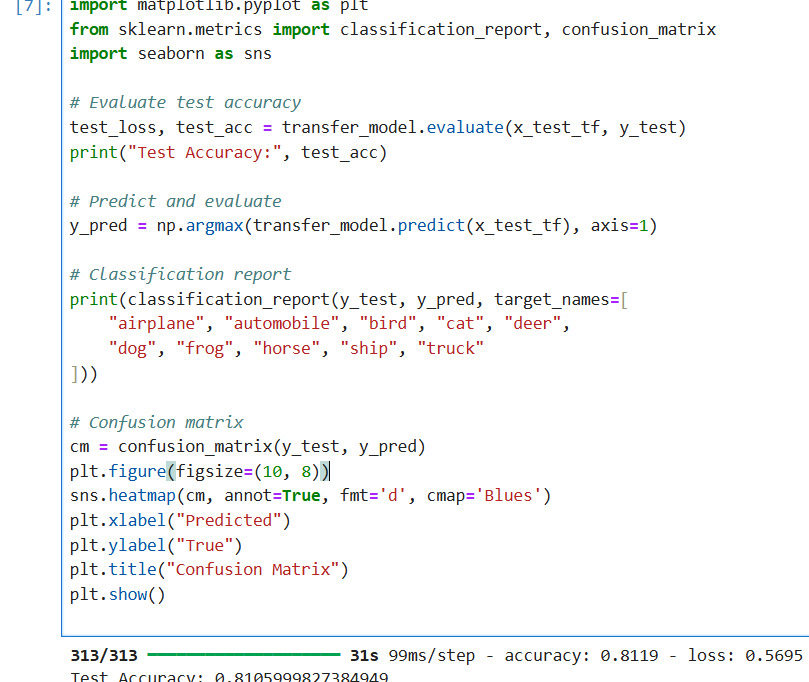 [7]: import matplotlib.pyplot as plt
from sklearn.metrics import classification_report, confusion_matrix
import seaborn as sns
# Evaluate test accuracy
test_loss, test_acc = transfer_model.evaluate(x_test_tf, y_test)
print("Test Accuracy:", test_acc)
# Predict and evaluate
y_pred = np.argmax(transfer_model.predict(x_test_tf), axis=1)
# Classification report
print(classification_report(y_test, y_pred, target_names=[
    "airplane", "automobile", "bird", "cat", "deer",
    "dog", "frog", "horse", "ship", "truck"
]))
# Confusion matrix
cm = confusion_matrix(y_test, y_pred)
plt.figure(figsize=(10, 8))
sns.heatmap(cm, annot=True, fmt='d', cmap='Blues')
plt.xlabel("Predicted")
plt.ylabel("True")
plt.title("Confusion Matrix")
plt.show()
313/313 31s 99ms/step - accuracy: 0.8119 - loss: 0.5695
Test Accuracy: 0.8105999827384949